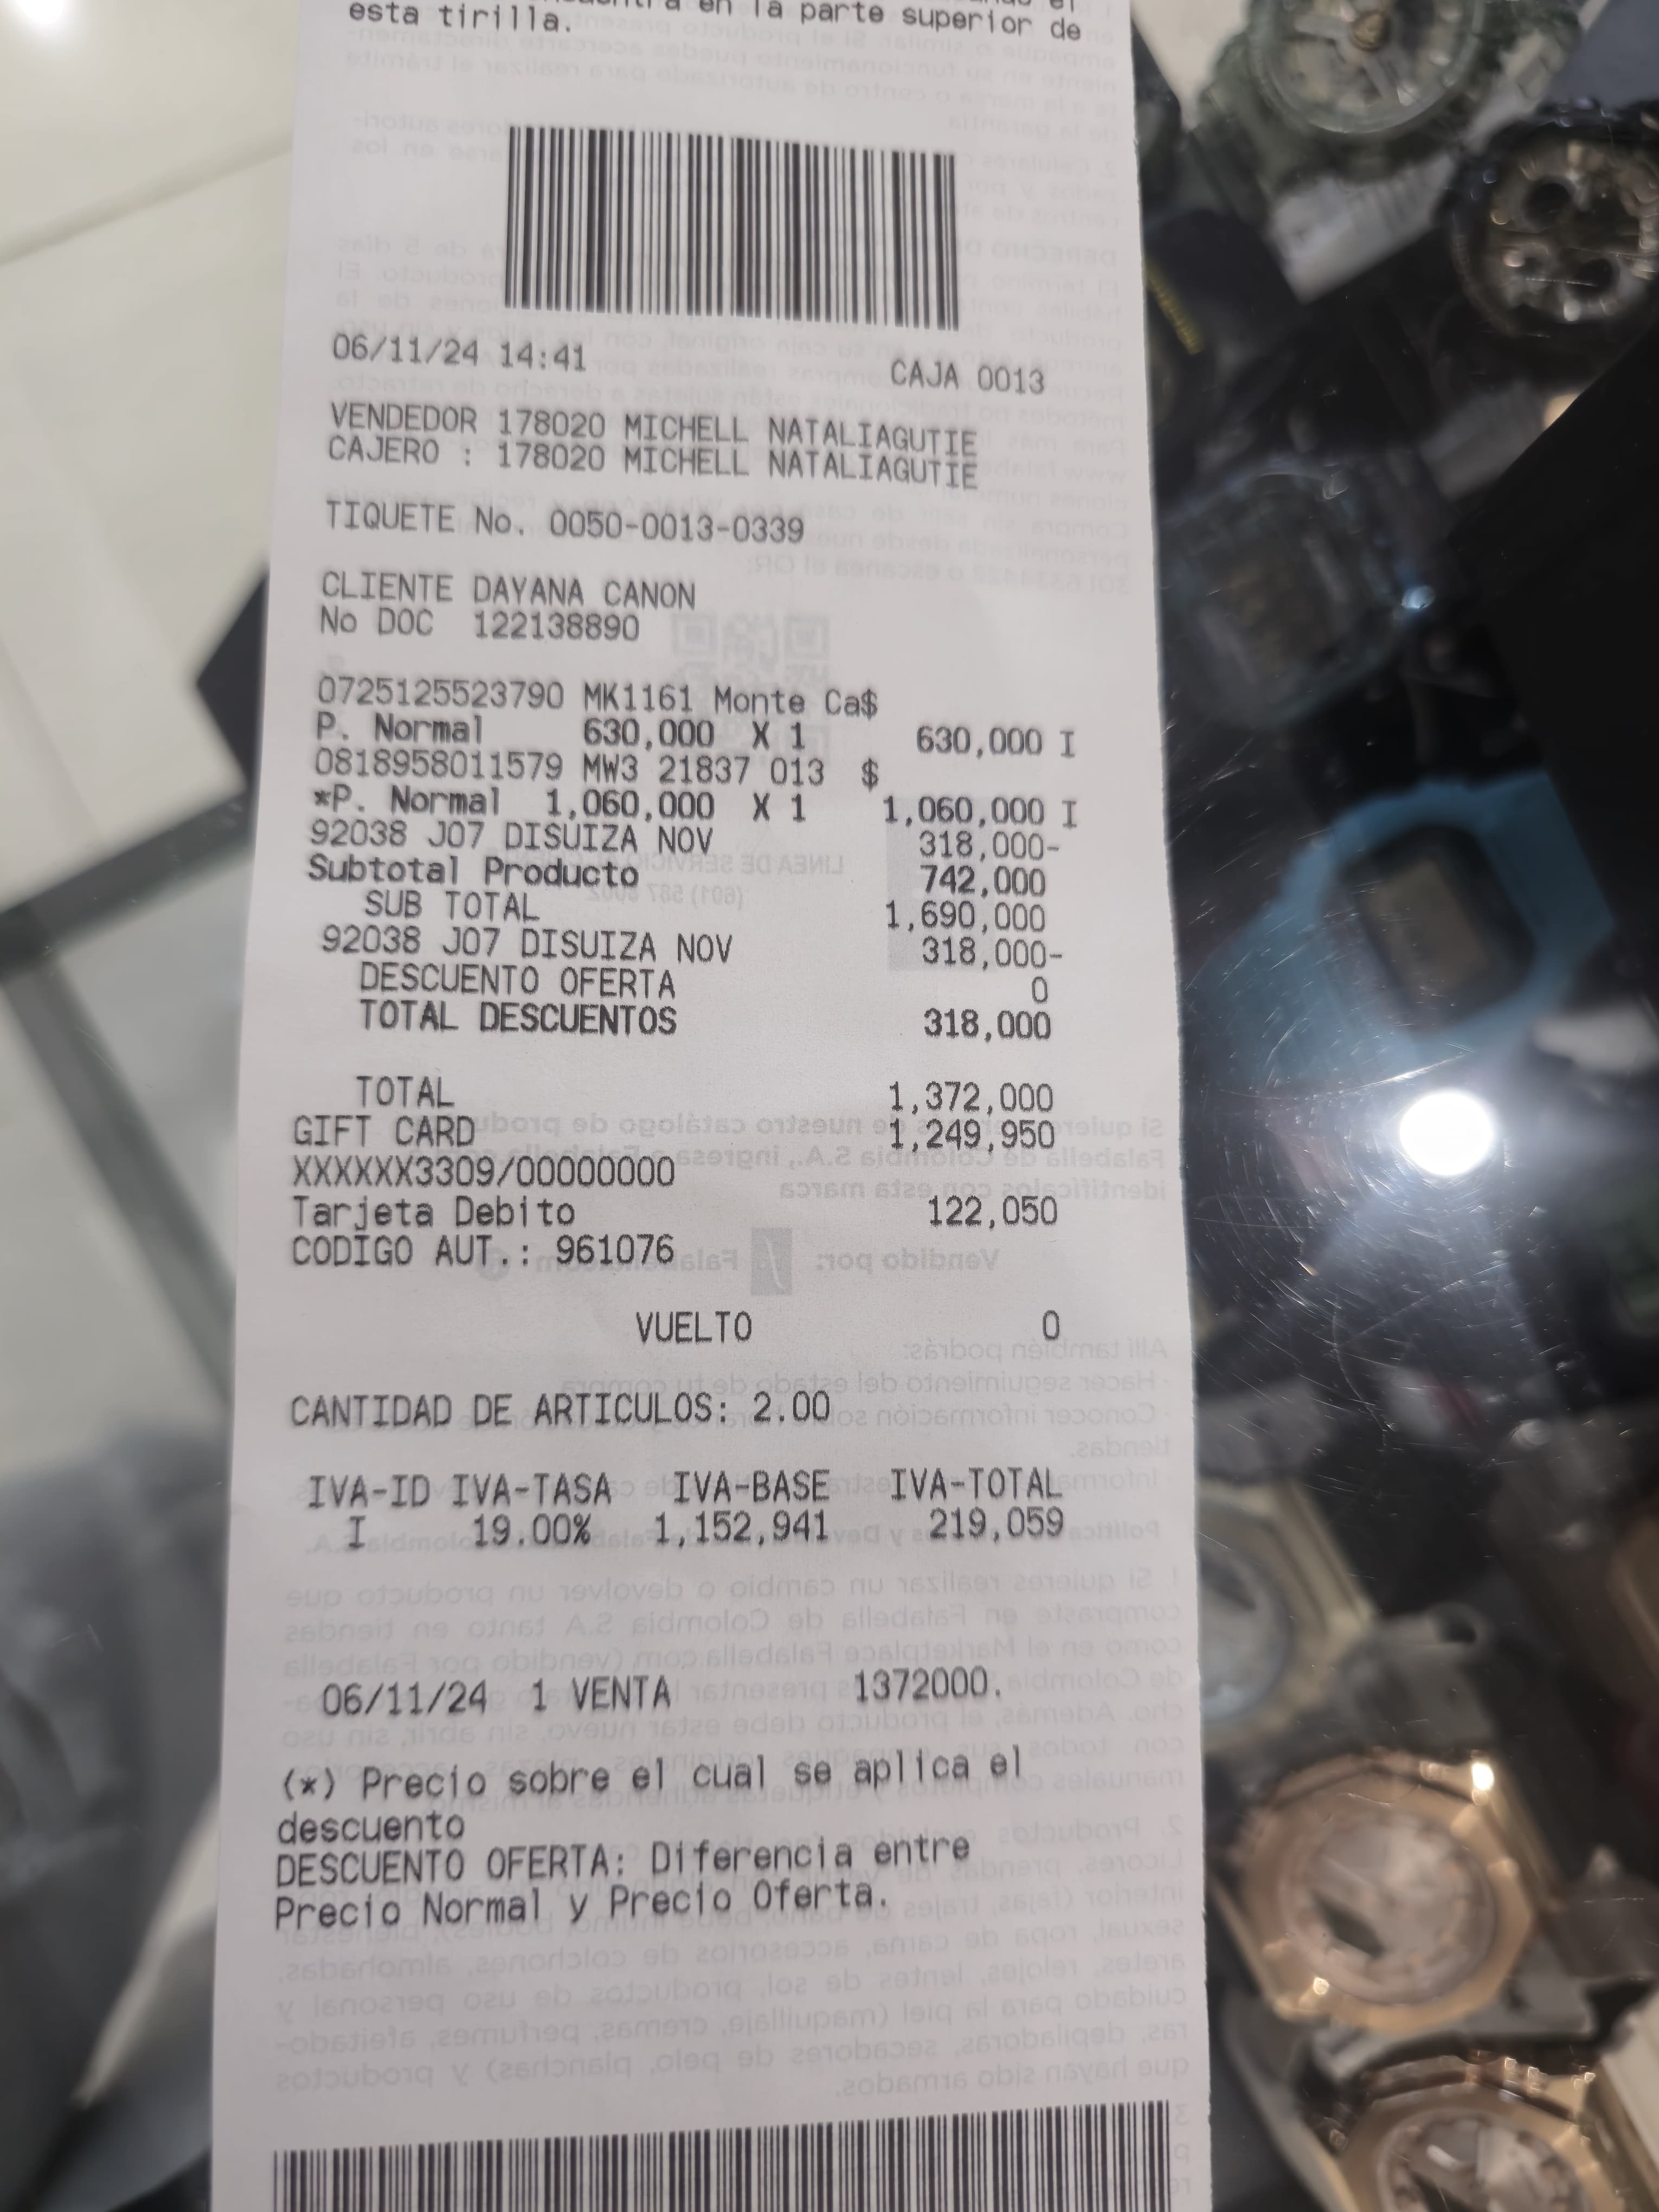 en la parte superior de
esta tirilla.
06/11/24 14:41 CAJA 0013
VENDEDOR 178020 MICHELL NATALIAGUTIE
CAJERO : 178020 MICHELL NATALIAGUTIE
TIQUETE No. 0050-0013-0339
CLIENTE DAYANA CANON
No DOC 122138890
0725125523790 MK1161 Monte Ca$
P. Normal 630,000 X 1 630,000 I
0818958011579 MW3 21837 013 $
*P. Normal 1,060,000 X 1 1,060,000 I
92038 J07 DISUIZA NOV 318,000-
Subtotal Producto 742,000
SUB TOTAL 1,690,000
92038 J07 DISUIZA NOV 318,000-
DESCUENTO OFERTA 0
TOTAL DESCUENTOS 318,000
TOTAL 1,372,000
GIFT CARD 1,249,950
XXXXXX3309/00000000
Tarjeta Debito 122,050
CODIGO AUT.: 961076
VUELTO 0
CANTIDAD DE ARTICULOS: 2.00
IVA-ID IVA-TASA IVA-BASE IVA-TOTAL
I 19.00% 1,152,941 219,059
06/11/24 1 VENTA 1372000.
(*) Precio sobre el cual se aplica el
descuento
DESCUENTO OFERTA: Diferencia entre
Precio Normal y Precio Oferta.